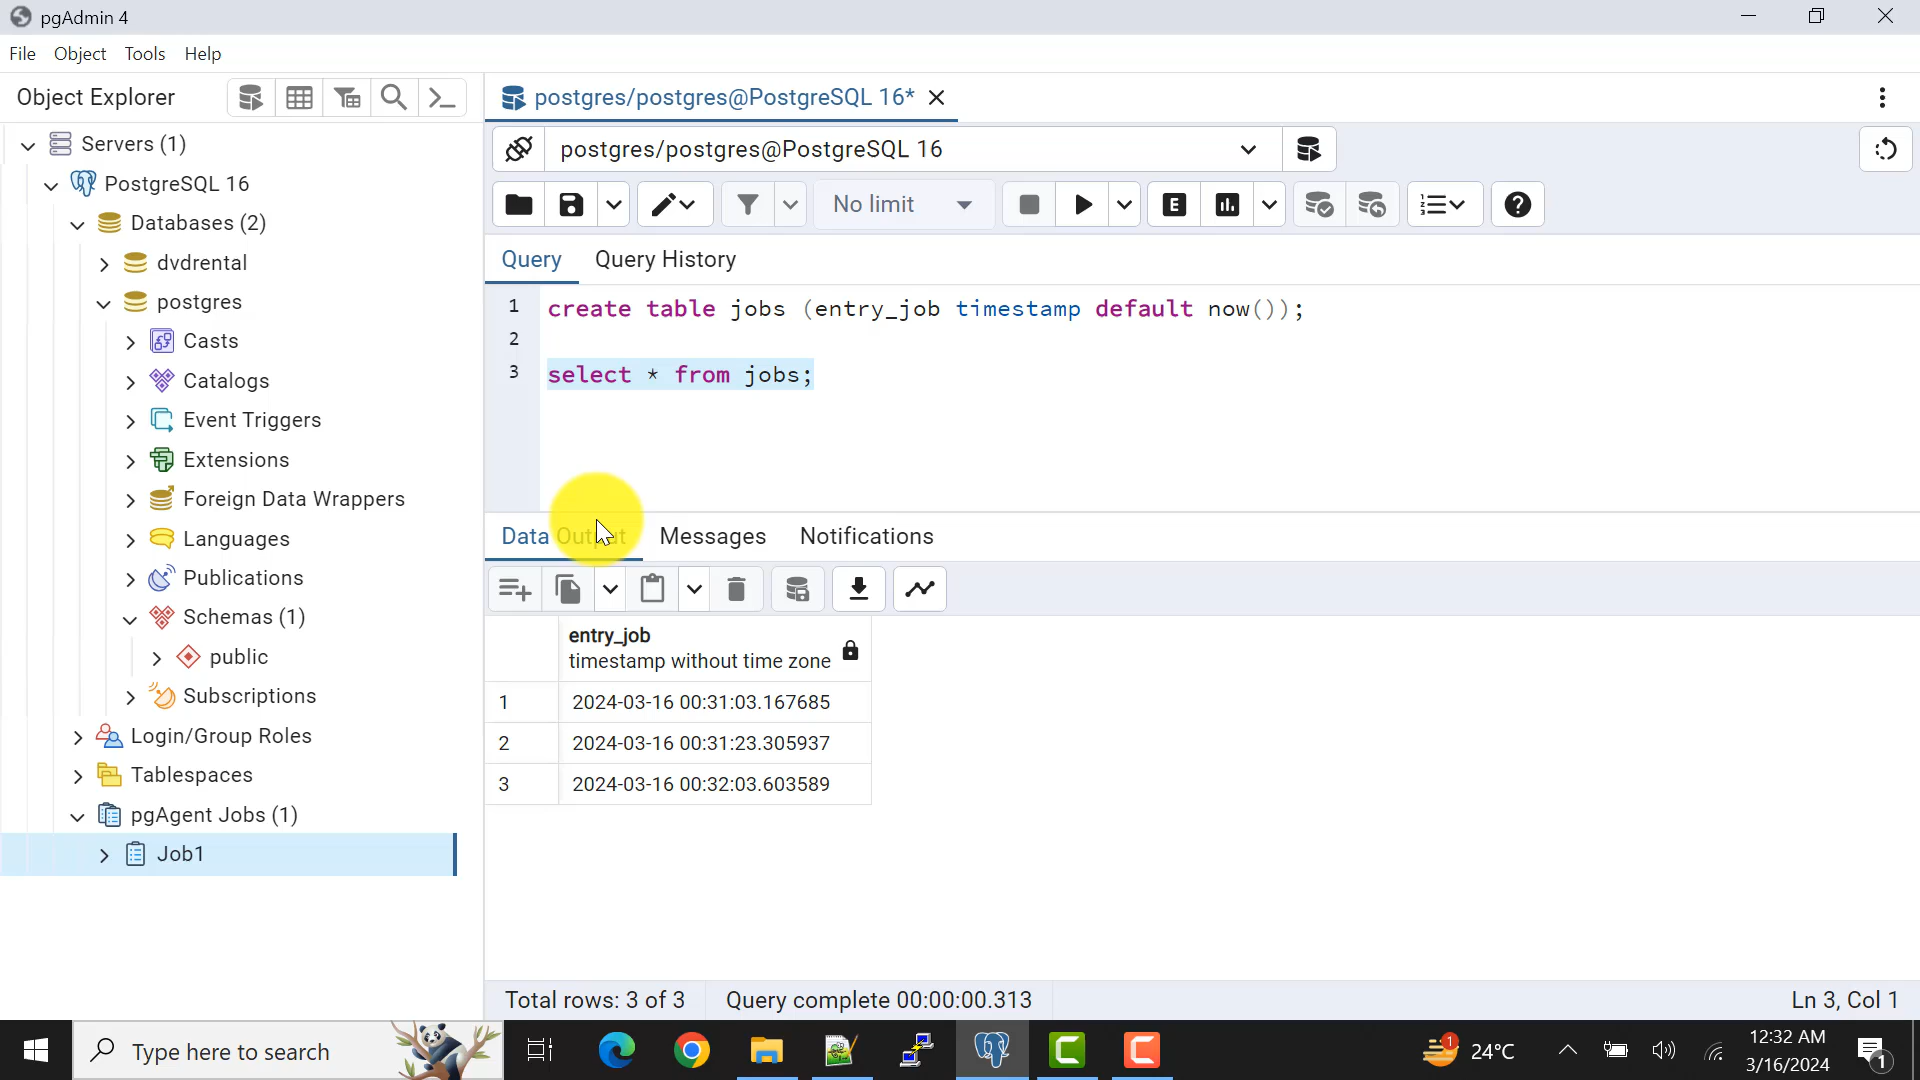 pgAdmin 4
File Object Tools Help
Object Explorer
postgres/postgres@PostgreSQL 16*
Servers (1)
postgres/postgres@PostgreSQL 16
PostgreSQL 16
Databases (2)
No limit
E
dvdrental
Query Query History
postgres
1 create table jobs (entry_job timestamp default now());
2
3 select * from jobs;
Casts
Catalogs
Event Triggers
Extensions
Foreign Data Wrappers
Languages
Publications
Schemas (1)
public
Subscriptions
Login/Group Roles
Tablespaces
pgAgent Jobs (1)
Job1
Data Output Messages Notifications
entry_job
timestamp without time zone
1 2024-03-16 00:31:03.167685
2 2024-03-16 00:31:23.305937
3 2024-03-16 00:32:03.603589
Total rows: 3 of 3 Query complete 00:00:00.313 Ln 3, Col 1
Type here to search
1
24°C
12:32 AM
3/16/2024
1